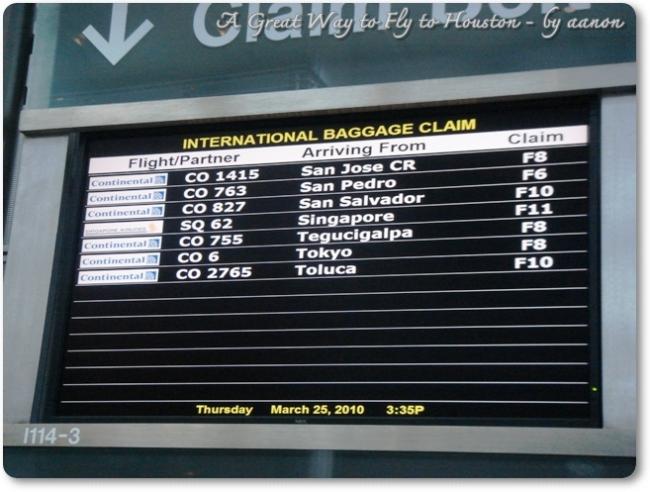 A Great Way to Fly to Houston - by aanon
Claim
INTERNATIONAL BAGGAGE CLAIM
Flight/Partner Arriving From Claim
Continental CO 1415 San Jose CR F8
Continental CO 763 San Pedro F6
Continental CO 827 San Salvador F10
SINGAPORE AIRLINES SQ 62 Singapore F11
Continental CO 755 Tegucigalpa F8
Continental CO 6 Tokyo F8
Continental CO 2765 Toluca F10
Thursday March 25, 2010 3:35P
I114-3